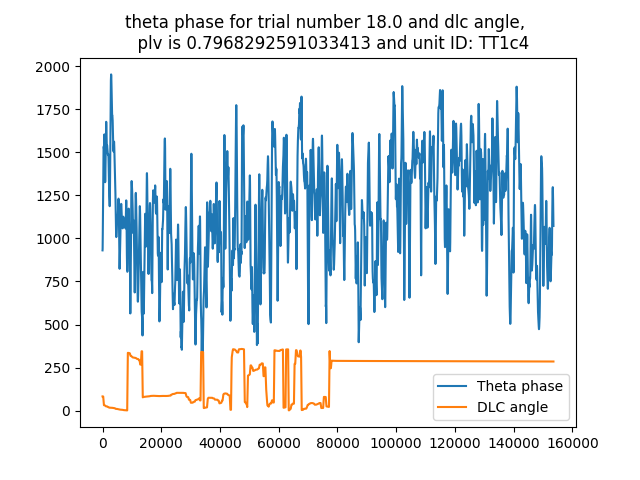 theta phase for trial number 18.0 and dlc angle,
plv is 0.7968292591033413 and unit ID: TT1c4
2000
1750
1500
1250
1000
750
500
250
0
Theta phase
DLC angle
0 20000 40000 60000 80000 100000 120000 140000 160000